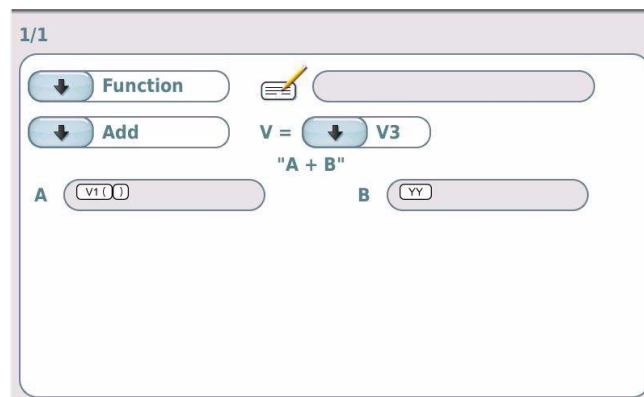 1/1
Function
Add V = V3
"A + B"
A V1 ( ) B YY